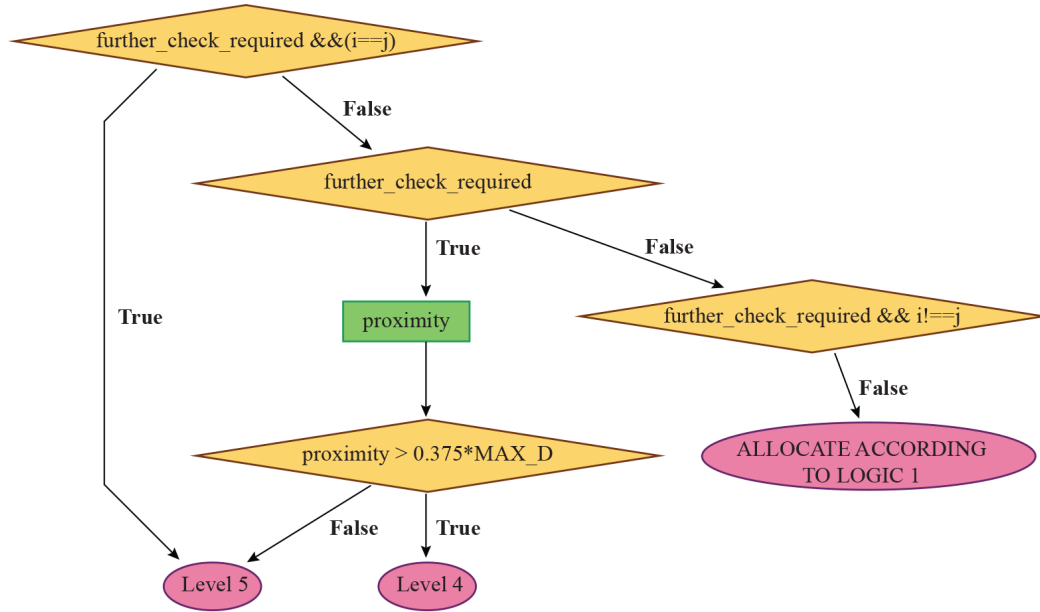 further_check_required &&(i==j)
False
further_check_required
True
False
True
proximity
further_check_required && i!==j
False
proximity > 0.375*MAX_D
ALLOCATE ACCORDING
TO LOGIC 1
False
True
Level 5
Level 4